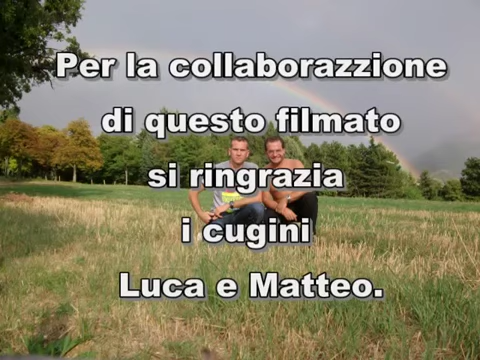 Per la collaborazzione
di questo filmato
si ringrazia
i cugini
Luca e Matteo.